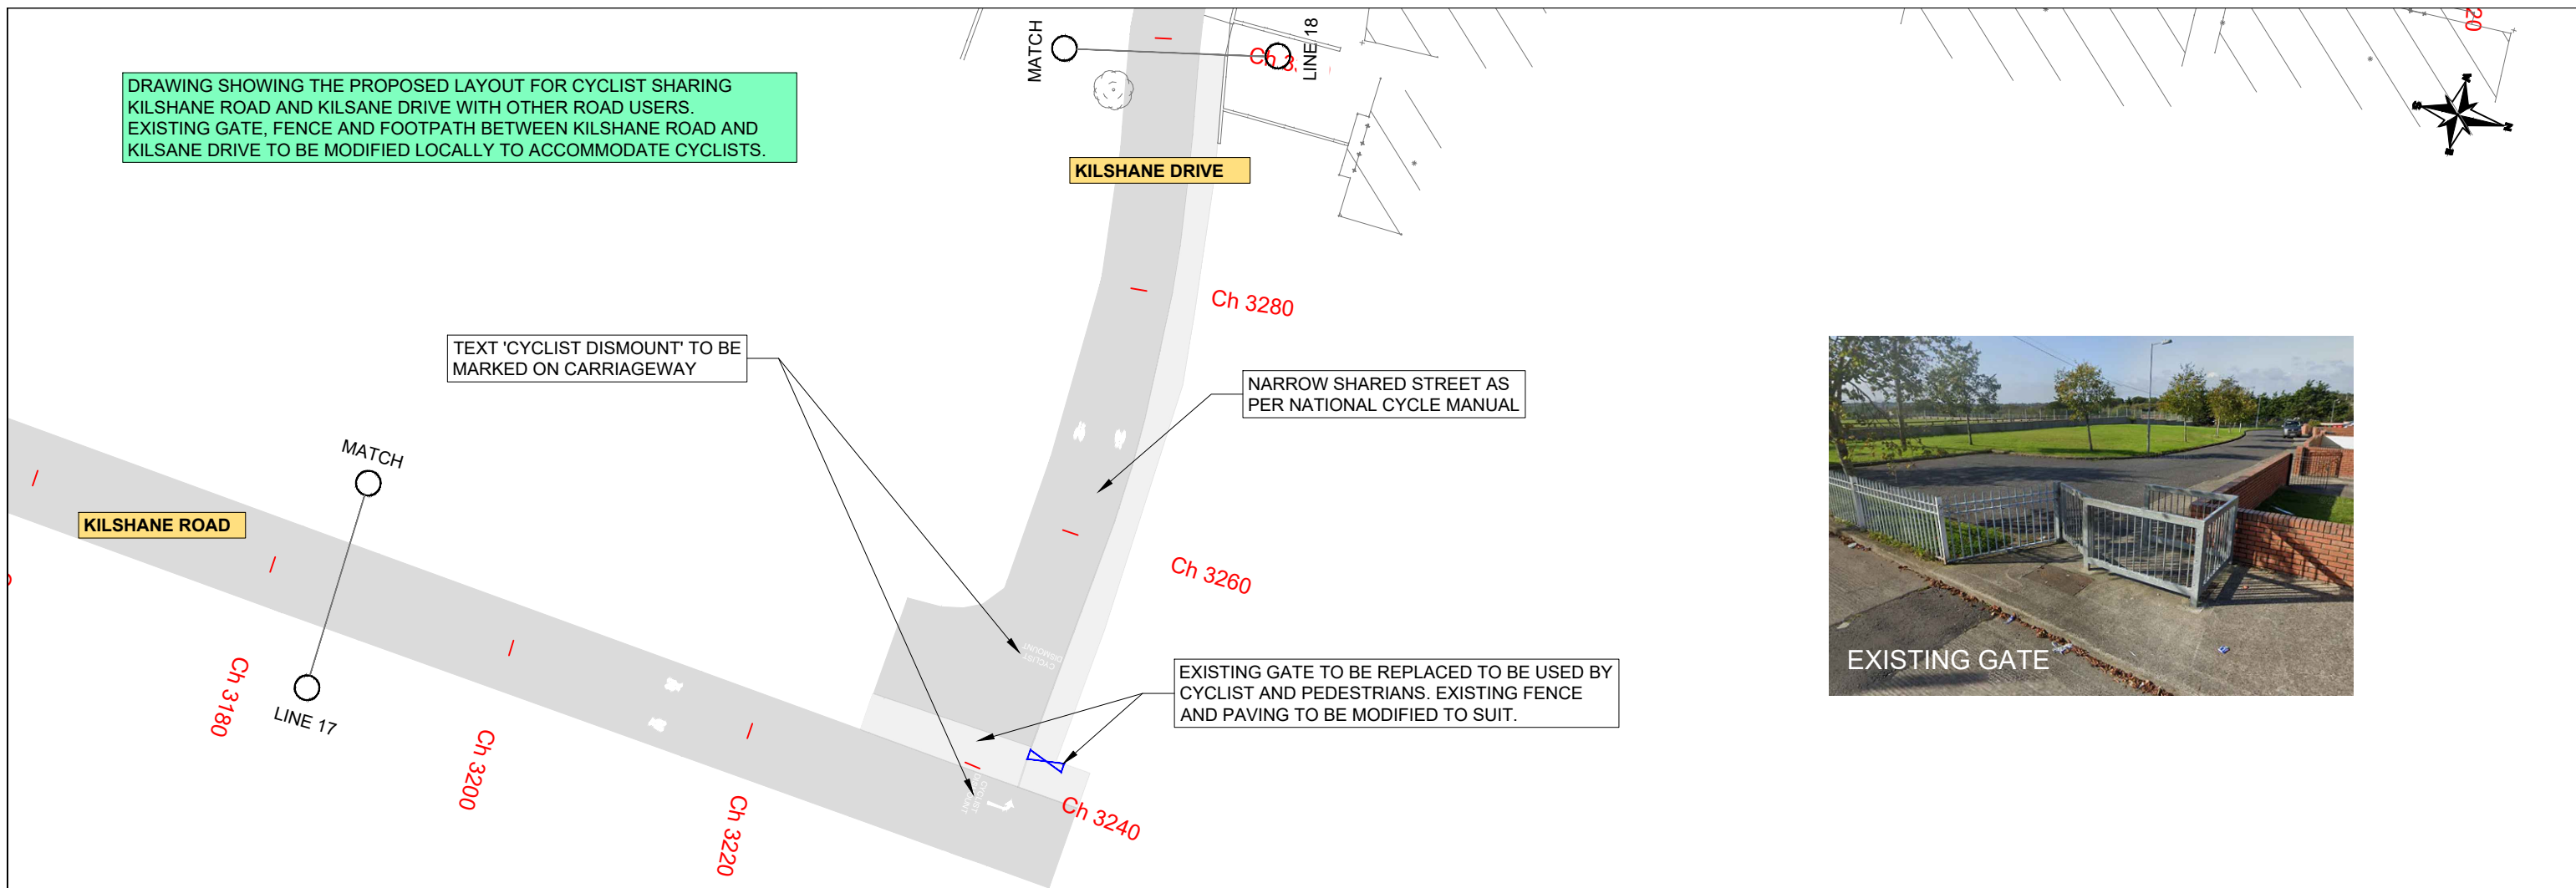 DRAWING SHOWING THE PROPOSED LAYOUT FOR CYCLIST SHARING
KILSHANE ROAD AND KILSANE DRIVE WITH OTHER ROAD USERS.
EXISTING GATE, FENCE AND FOOTPATH BETWEEN KILSHANE ROAD AND
KILSANE DRIVE TO BE MODIFIED LOCALLY TO ACCOMMODATE CYCLISTS.
MATCH
LINE 18
20
KILSHANE DRIVE
Ch 3280
TEXT 'CYCLIST DISMOUNT' TO BE
MARKED ON CARRIAGEWAY
NARROW SHARED STREET AS
PER NATIONAL CYCLE MANUAL
MATCH
LINE 17
KILSHANE ROAD
Ch 3260
CYCLIST
DISMOUNT
EXISTING GATE TO BE REPLACED TO BE USED BY
CYCLIST AND PEDESTRIANS. EXISTING FENCE
AND PAVING TO BE MODIFIED TO SUIT.
EXISTING GATE
Ch 3180
Ch 3200
Ch 3220
CYCLIST
Ch 3240